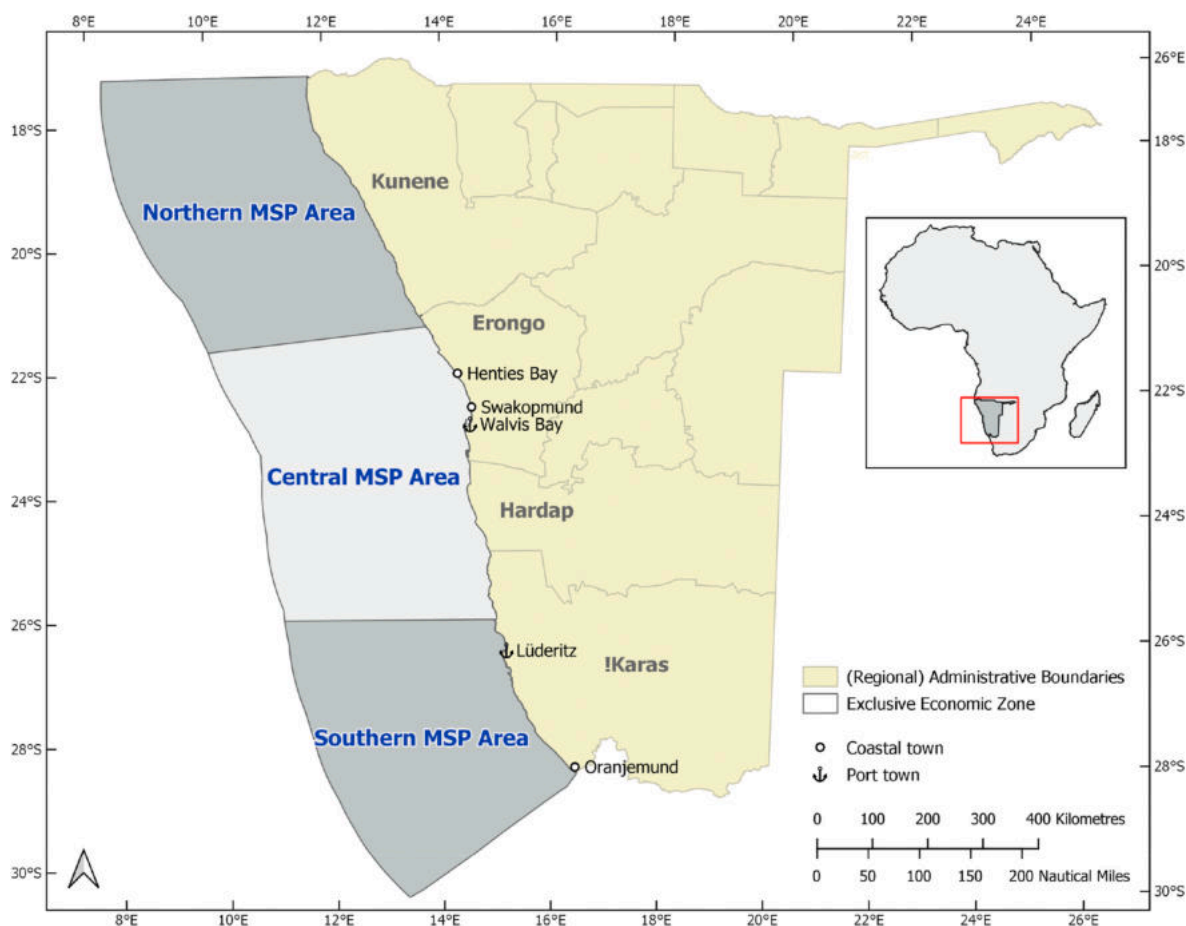 8°E 10°E 12°E 14°E 16°E 18°E 20°E 22°E 24°E
26°E
18°S
18°S
Kunene
Northern MSP Area
20°S
20°S
Erongo
22°S
Henties Bay
22°S
Swakopmund
Walvis Bay
Central MSP Area
24°S
Hardap
24°S
26°S
26°S
Lüderitz
!Karas
(Regional) Administrative Boundaries
Exclusive Economic Zone
Southern MSP Area
28°S
Coastal town
28°S
Oranjemund
Port town
0 100 200 300 400 Kilometres
30°S
0 50 100 150 200 Nautical Miles
30°S
8°E 10°E 12°E 14°E 16°E 18°E 20°E 22°E 24°E 26°E